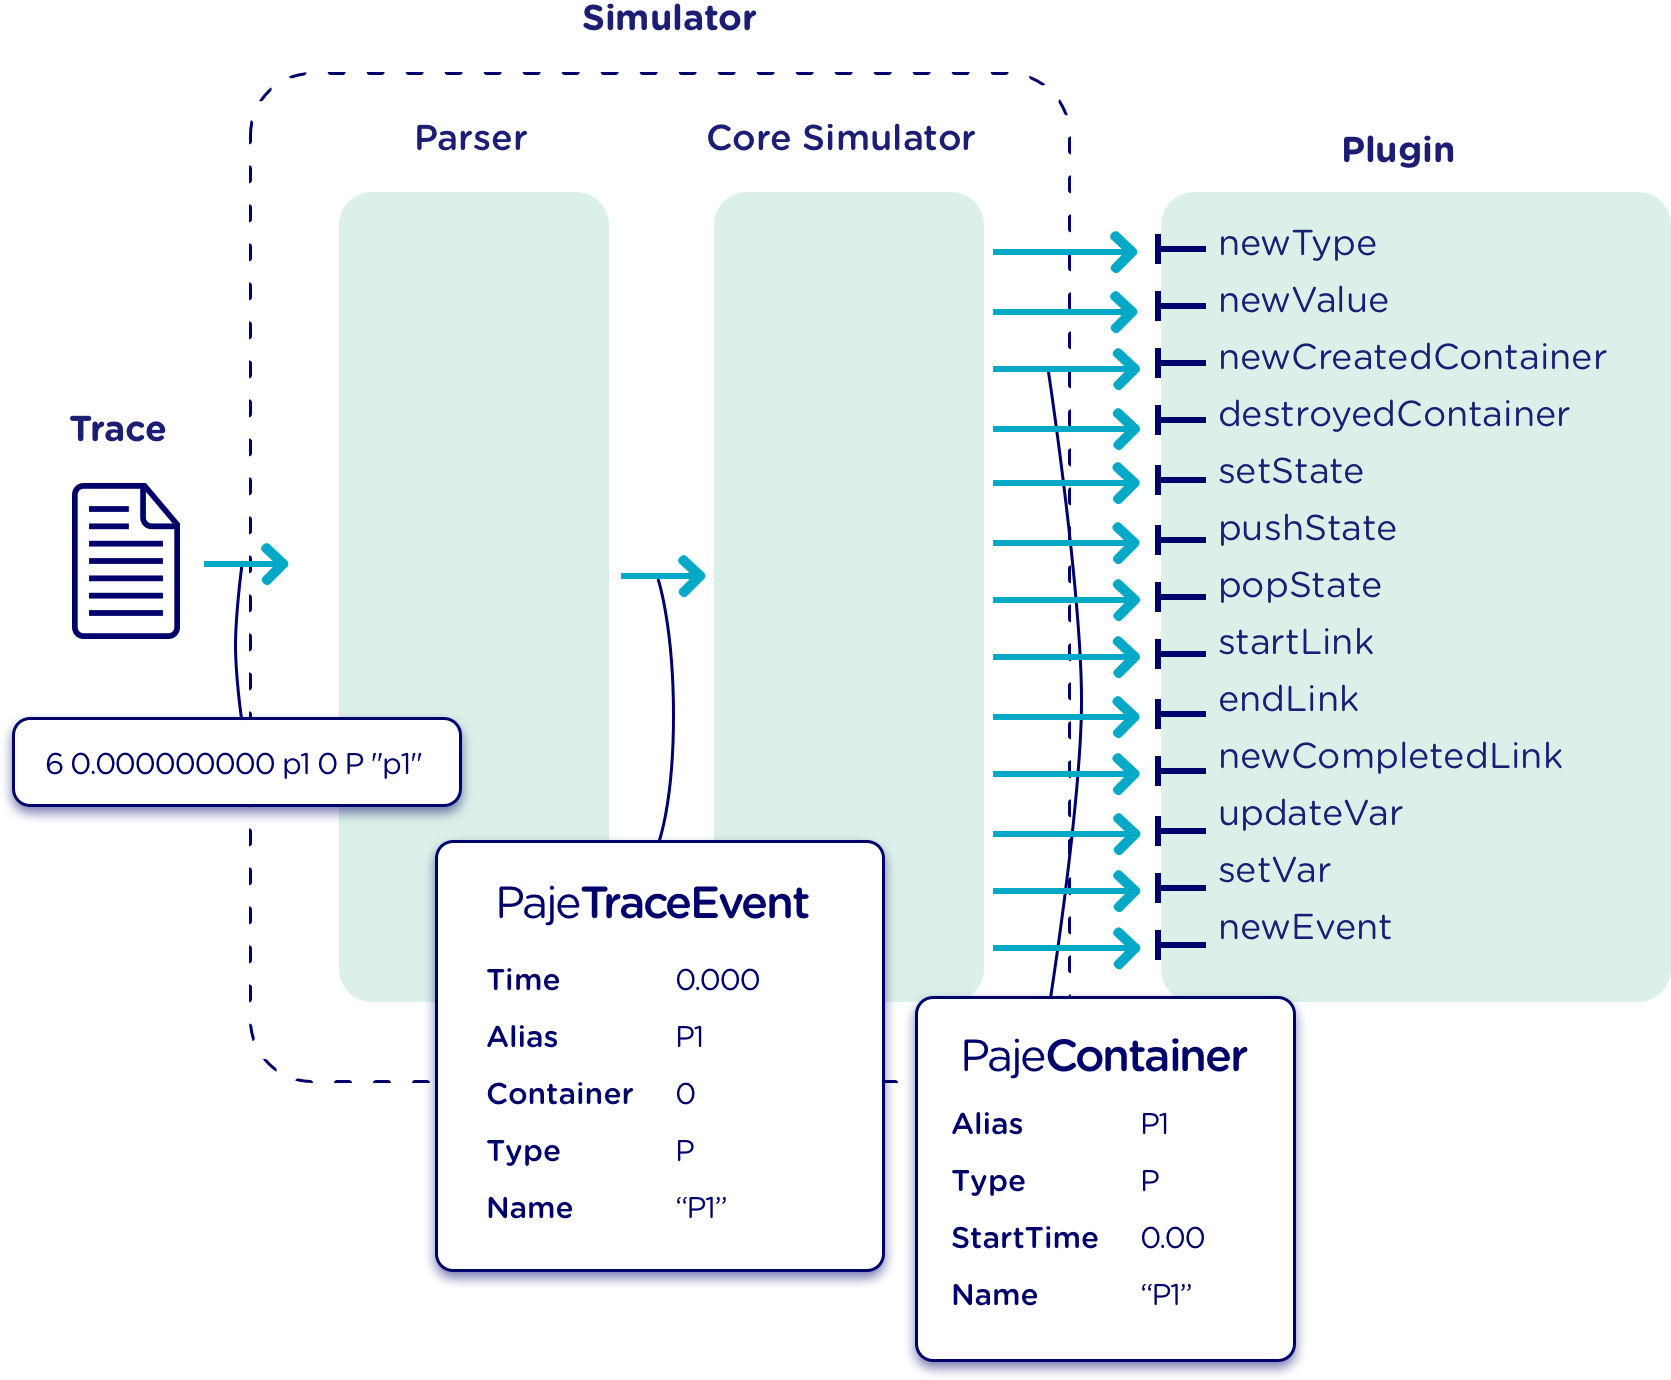 Simulator
Parser
Core Simulator
Plugin
newType
newValue
newCreatedContainer
destroyedContainer
setState
pushState
popState
startLink
endLink
newCompletedLink
updateVar
setVar
newEvent
Trace
6 0.000000000 p1 0 P "p1"
PajeTraceEvent
Time 0.000
Alias P1
Container 0
Type P
Name “P1”
PajeContainer
Alias P1
Type P
StartTime 0.00
Name “P1”